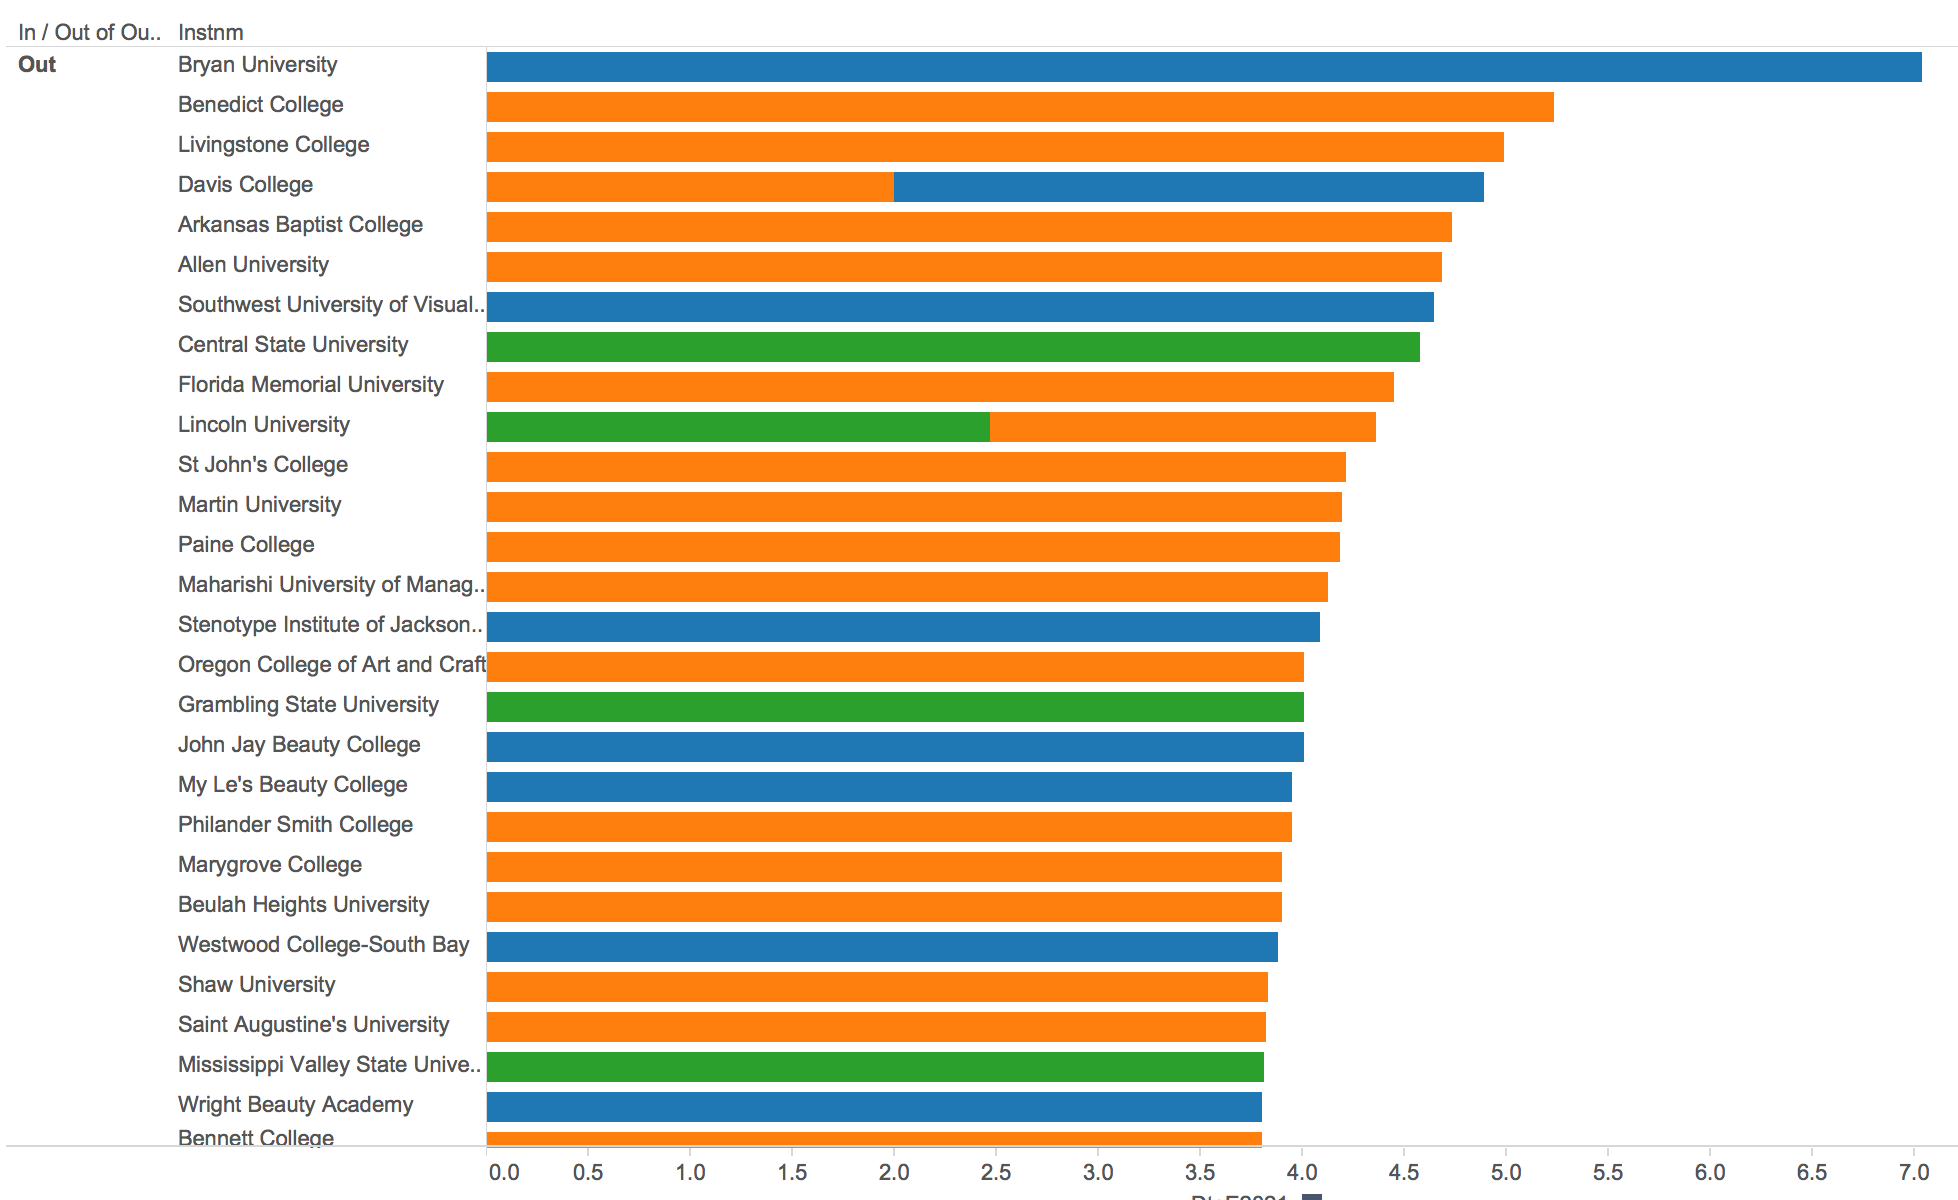 In / Out of Ou.. Instnm
Out Bryan University
Benedict College
Livingstone College
Davis College
Arkansas Baptist College
Allen University
Southwest University of Visual..
Central State University
Florida Memorial University
Lincoln University
St John's College
Martin University
Paine College
Maharishi University of Manag..
Stenotype Institute of Jackson..
Oregon College of Art and Craft
Grambling State University
John Jay Beauty College
My Le's Beauty College
Philander Smith College
Marygrove College
Beulah Heights University
Westwood College-South Bay
Shaw University
Saint Augustine's University
Mississippi Valley State Unive..
Wright Beauty Academy
Bennett College
0.0 0.5 1.0 1.5 2.0 2.5 3.0 3.5 4.0 4.5 5.0 5.5 6.0 6.5 7.0